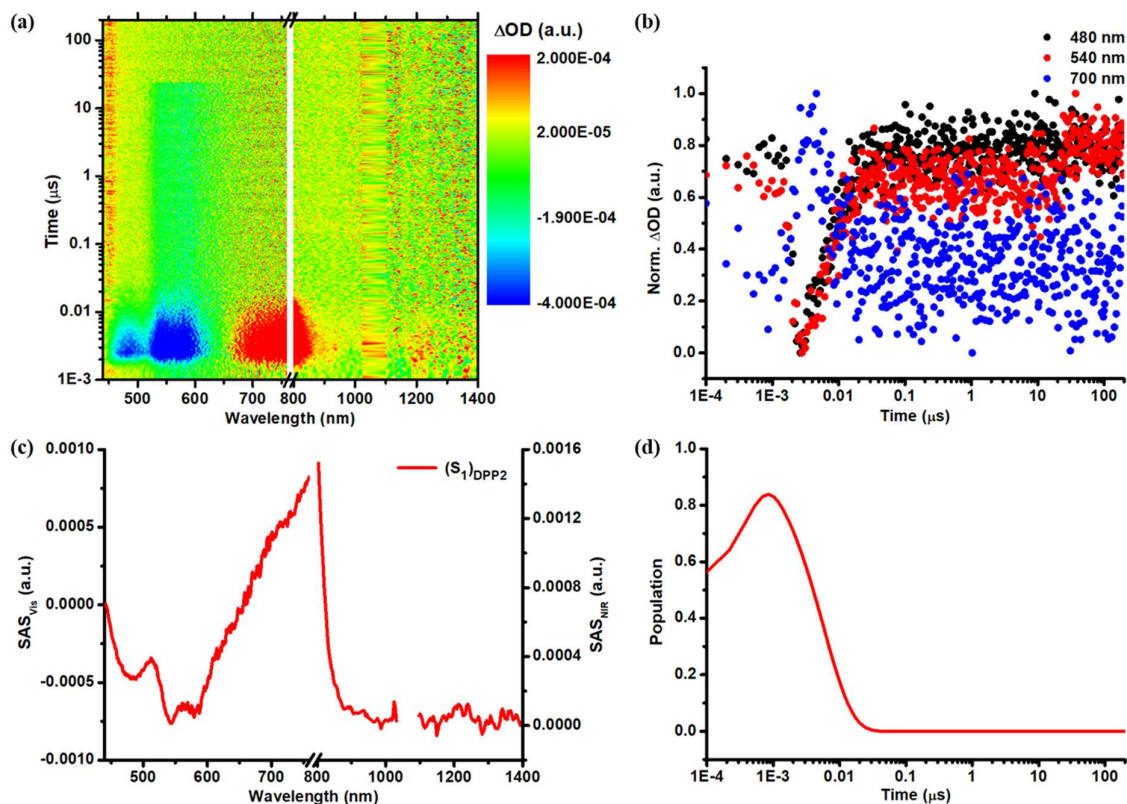 (a)
ΔOD (a.u.)
2.000E-04
2.000E-05
-1.900E-04
-4.000E-04
Time (µs)
100
10
1
0.1
0.01
1E-3
500 600 700 800 1000 1200 1400
Wavelength (nm)
(b)
480 nm
540 nm
700 nm
Norm. ΔOD (a.u.)
1.0
0.8
0.6
0.4
0.2
0.0
1E-4 1E-3 0.01 0.1 1 10 100
Time (µs)
(c)
(S1)DPP2
SASVis (a.u.)
0.0010
0.0005
0.0000
-0.0005
-0.0010
SASNIR (a.u.)
0.0016
0.0012
0.0008
0.0004
0.0000
500 600 700 800 1000 1200 1400
Wavelength (nm)
(d)
Population
1.0
0.8
0.6
0.4
0.2
0.0
1E-4 1E-3 0.01 0.1 1 10 100
Time (µs)